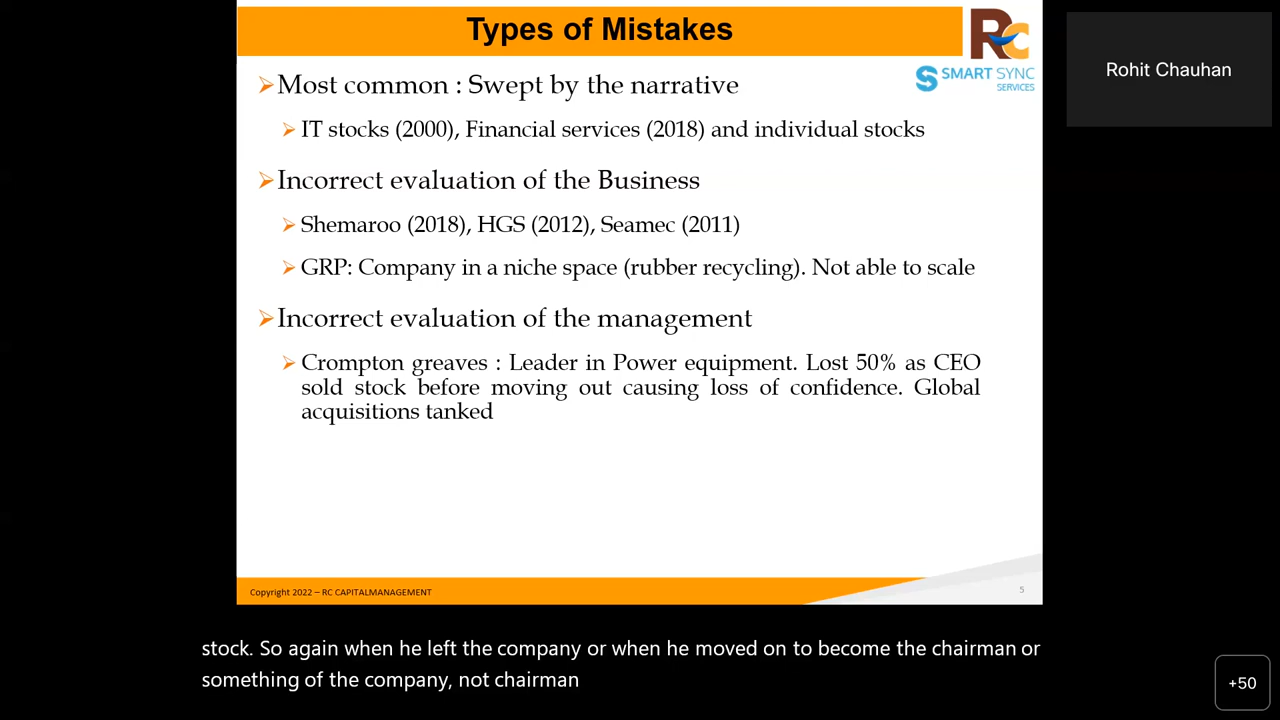 Types of Mistakes
RC
SMART SYNC
SERVICES
Rohit Chauhan
➢Most common : Swept by the narrative
➢IT stocks (2000), Financial services (2018) and individual stocks
➢Incorrect evaluation of the Business
➢Shemaroo (2018), HGS (2012), Seamec (2011)
➢GRP: Company in a niche space (rubber recycling). Not able to scale
➢Incorrect evaluation of the management
➢Crompton greaves : Leader in Power equipment. Lost 50% as CEO
sold stock before moving out causing loss of confidence. Global
acquisitions tanked
Copyright 2022 – RC CAPITALMANAGEMENT
5
stock. So again when he left the company or when he moved on to become the chairman or
something of the company, not chairman
+50